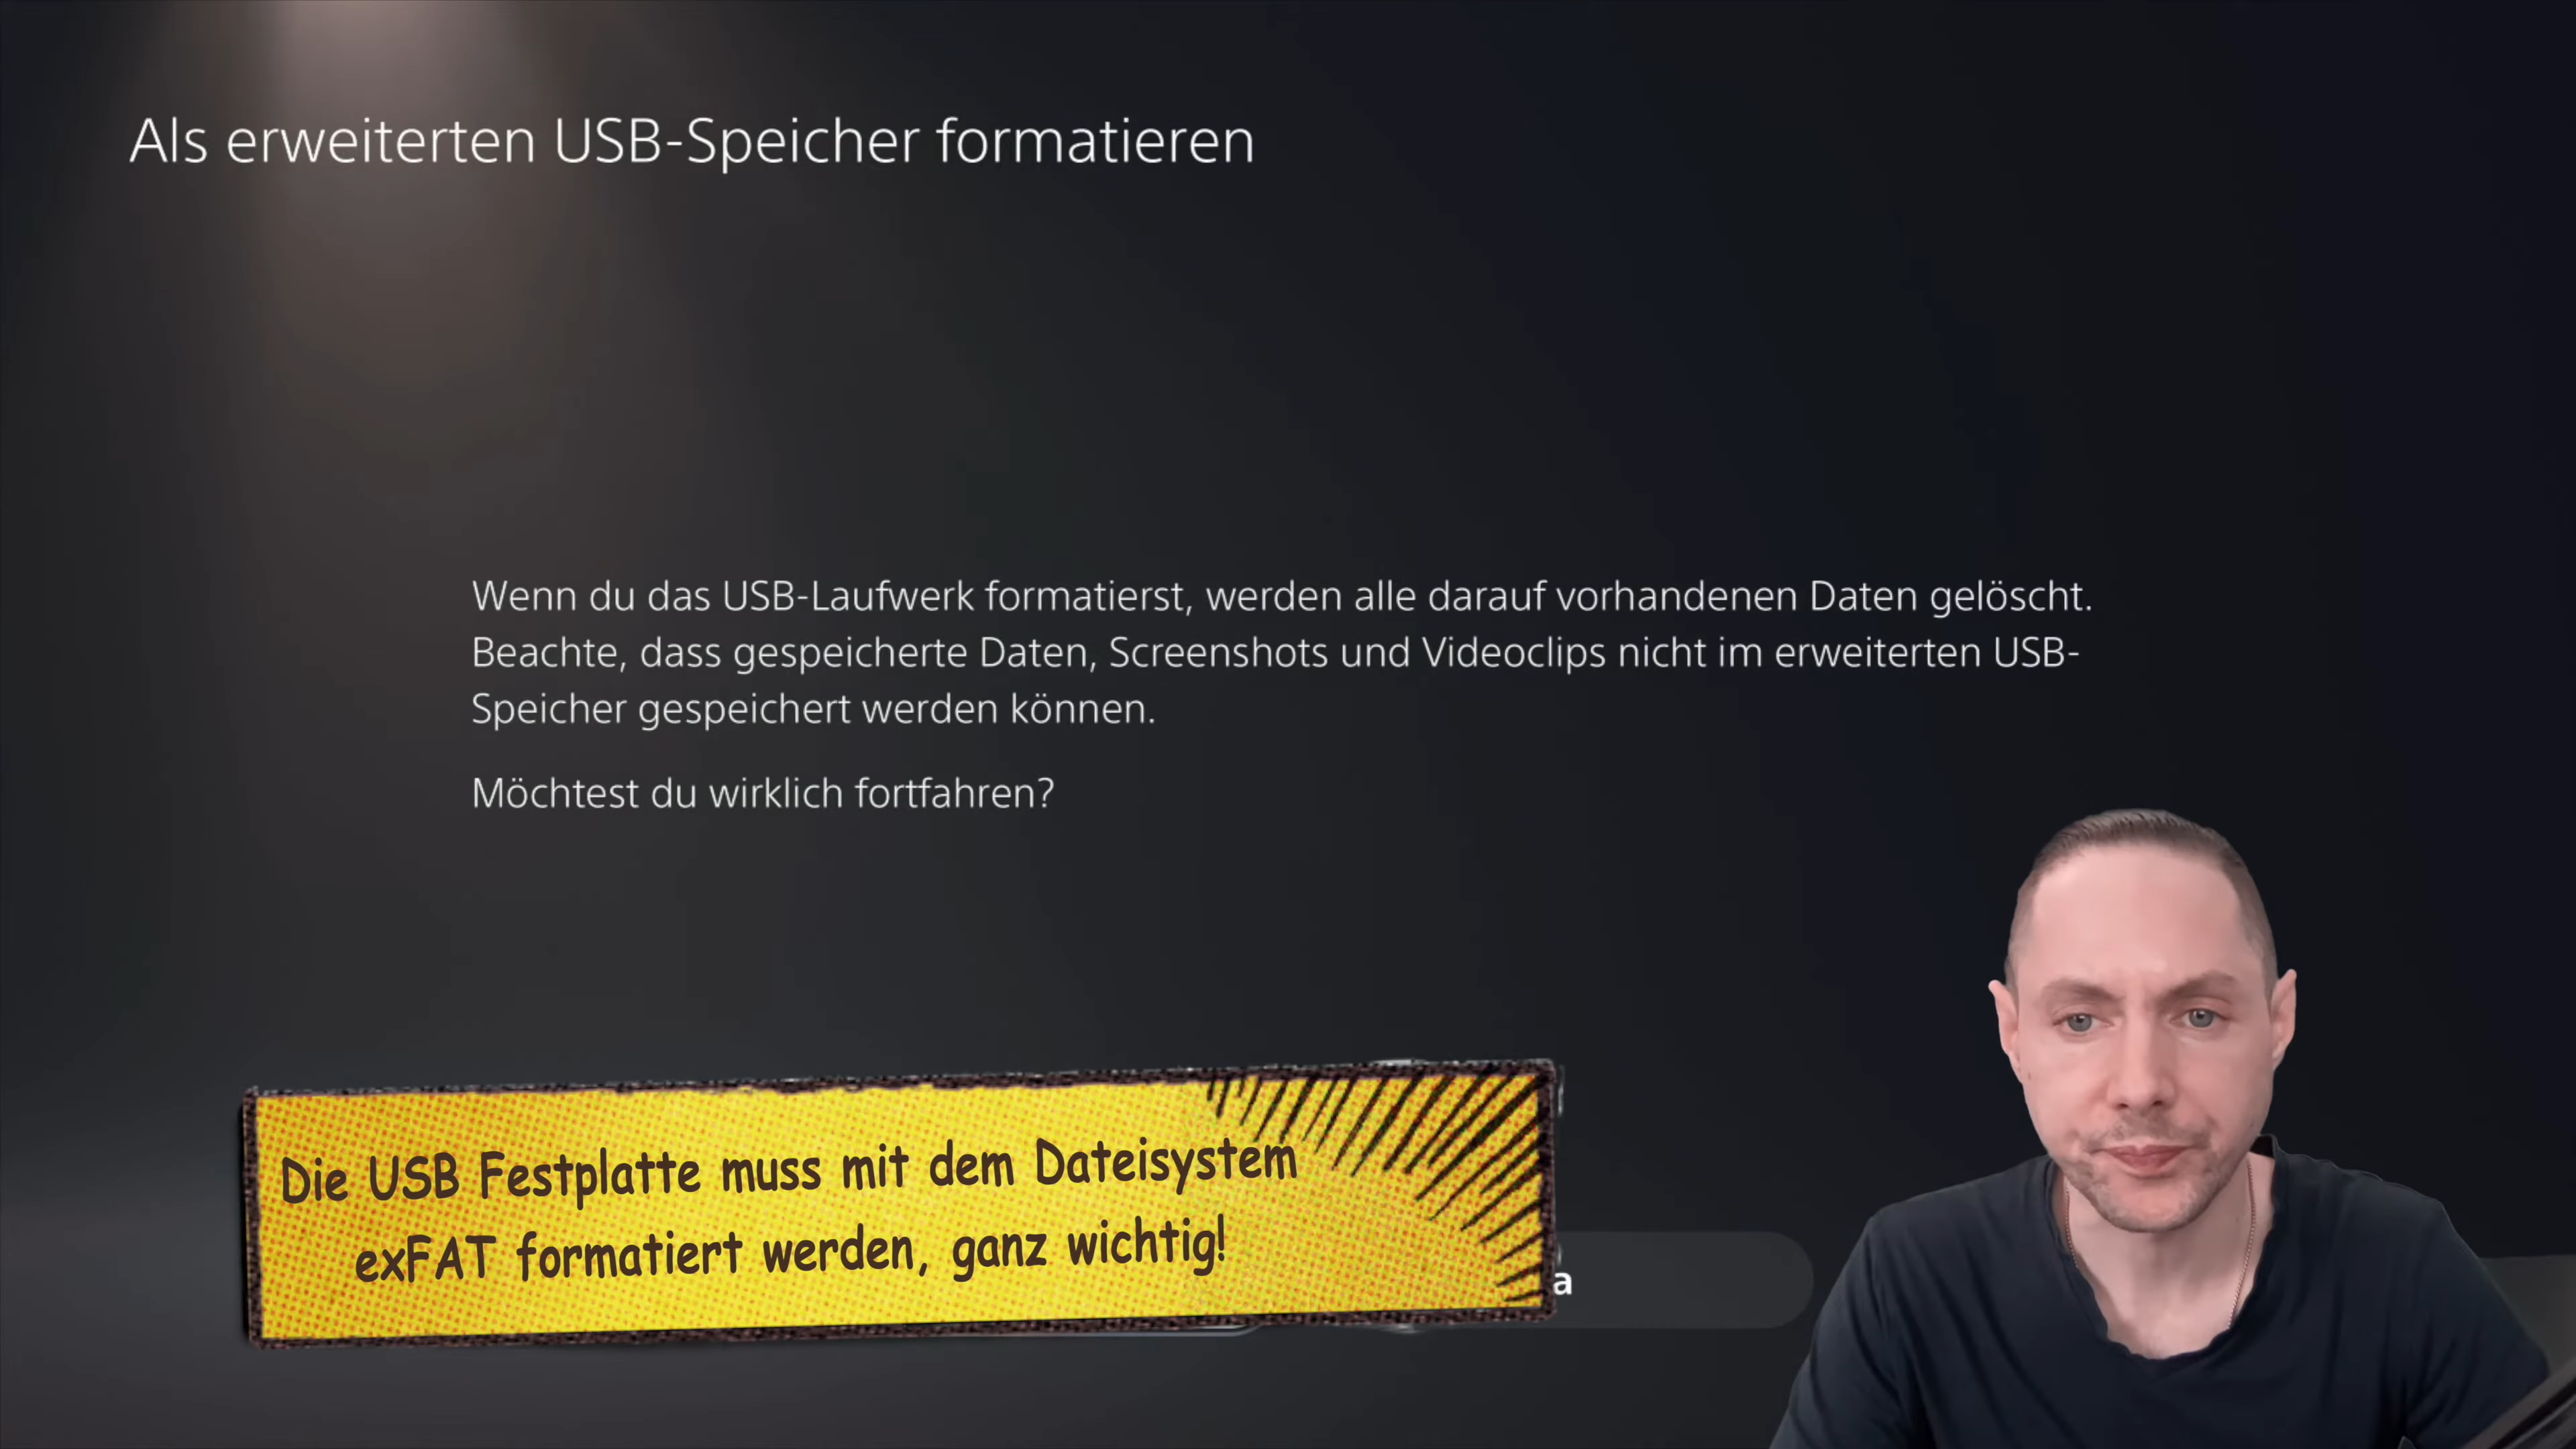 Als erweiterten USB-Speicher formatieren
Wenn du das USB-Laufwerk formatierst, werden alle darauf vorhandenen Daten gelöscht.
Beachte, dass gespeicherte Daten, Screenshots und Videoclips nicht im erweiterten USB-
Speicher gespeichert werden können.
Möchtest du wirklich fortfahren?
Die USB Festplatte muss mit dem Dateisystem
exFAT formatiert werden, ganz wichtig!